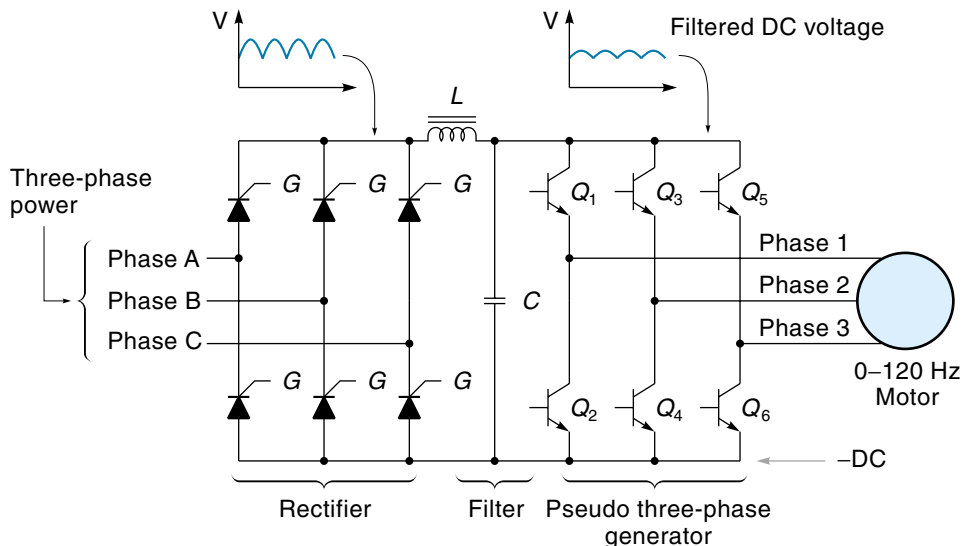 V
V
Filtered DC voltage
L
Three-phase
power
G
G
G
Q1
Q3
Q5
Phase A
Phase 1
Phase B
C
Phase 2
Phase C
Phase 3
0–120 Hz
Motor
G
G
G
Q2
Q4
Q6
–DC
Rectifier
Filter
Pseudo three-phase
generator